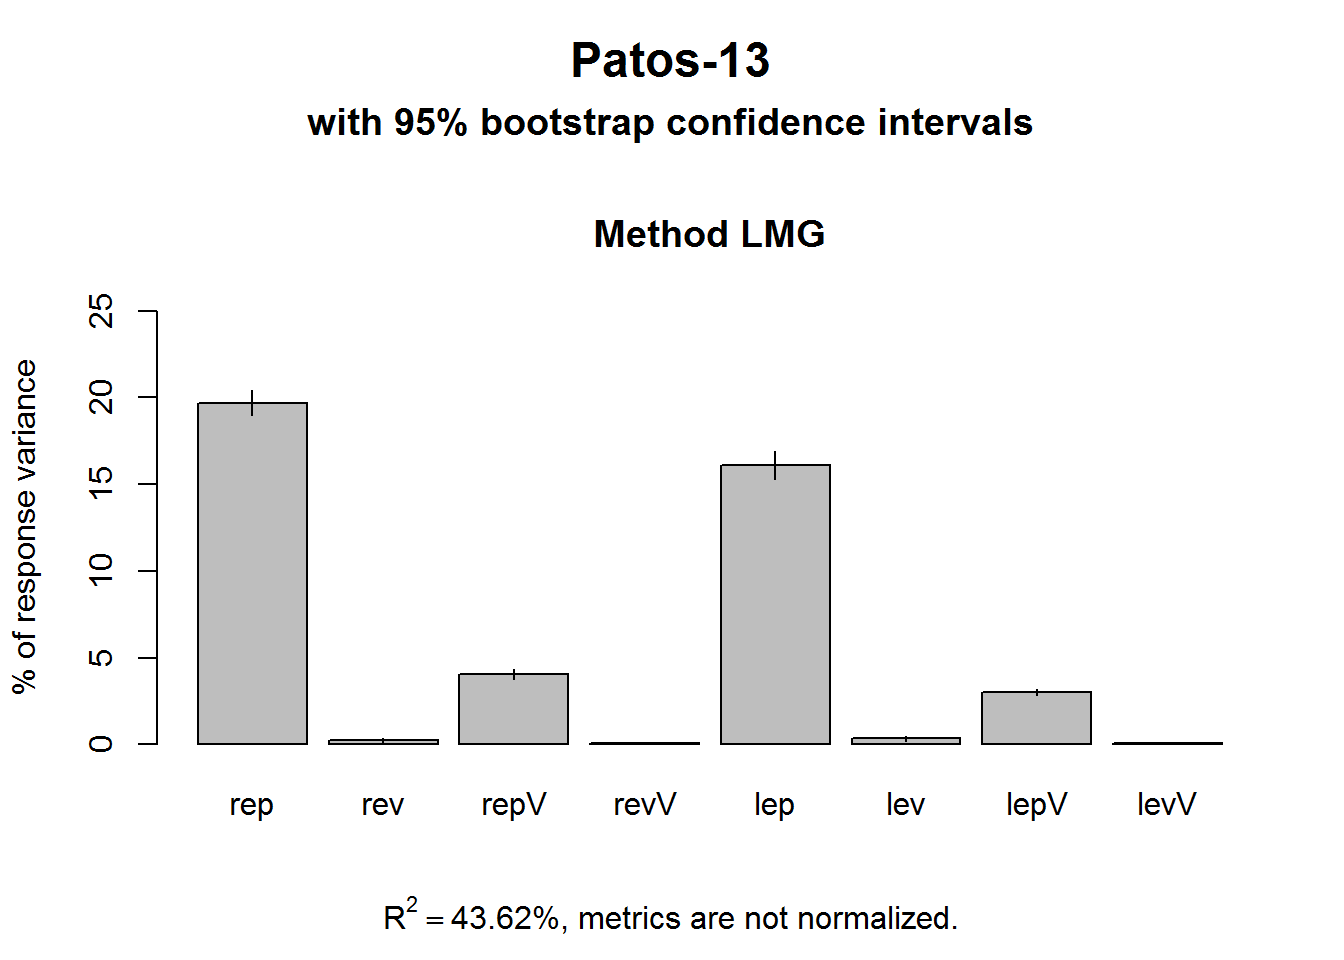 Patos-13
with 95% bootstrap confidence intervals
Method LMG
% of response variance
25
20
15
10
5
0
rep rev repV revV lep lev lepV levV
R² = 43.62%, metrics are not normalized.